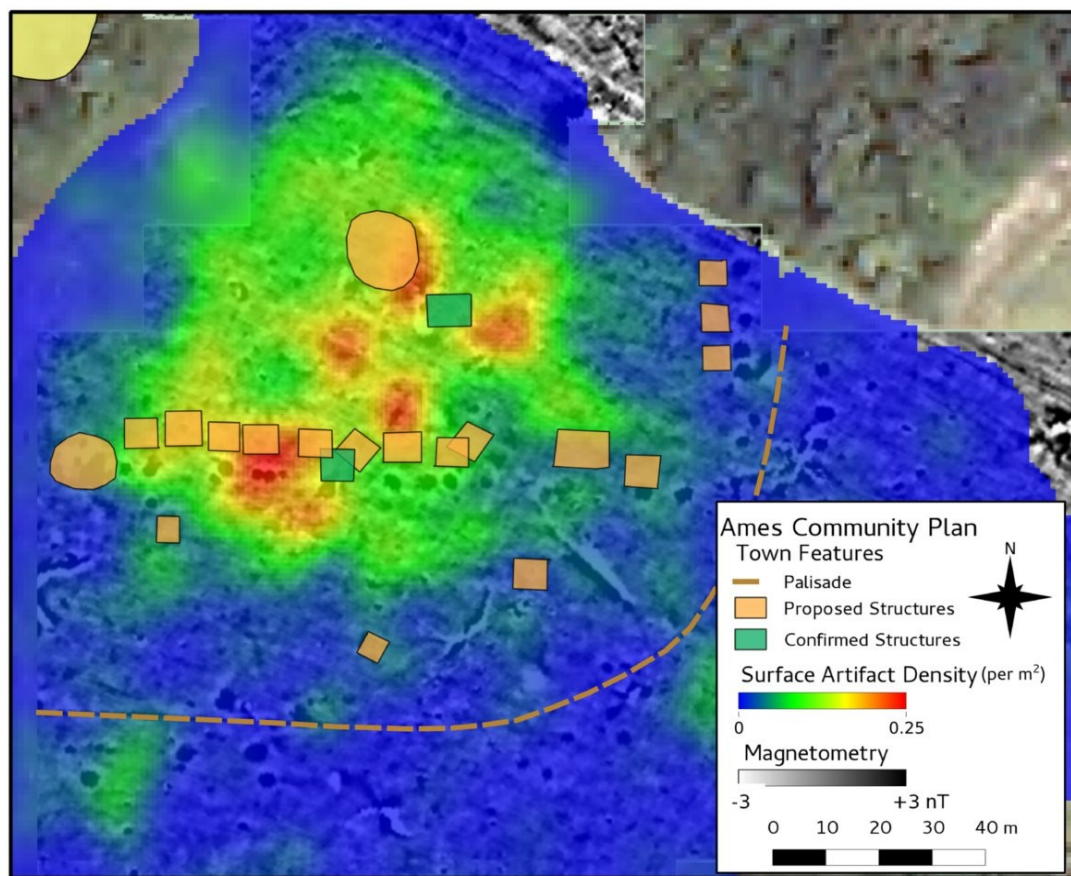 Ames Community Plan
Town Features
N
Palisade
Proposed Structures
Confirmed Structures
Surface Artifact Density (per m²)
0 0.25
Magnetometry
-3 +3 nT
0 10 20 30 40 m